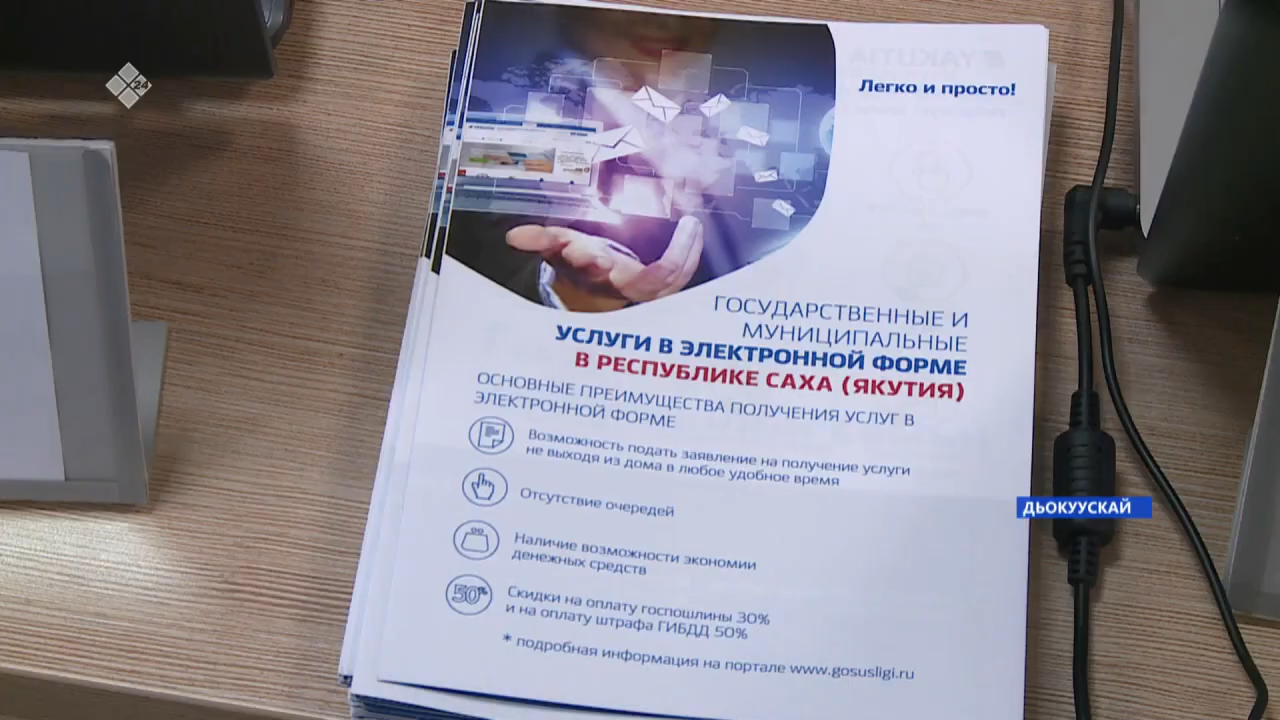 24
Легко и просто!
ГОСУДАРСТВЕННЫЕ И
МУНИЦИПАЛЬНЫЕ
УСЛУГИ В ЭЛЕКТРОННОЙ ФОРМЕ
В РЕСПУБЛИКЕ САХА (ЯКУТИЯ)
ОСНОВНЫЕ ПРЕИМУЩЕСТВА ПОЛУЧЕНИЯ УСЛУГ В
ЭЛЕКТРОННОЙ ФОРМЕ
Возможность подать заявление на получение услуги
не выходя из дома в любое удобное время
Отсутствие очередей
Наличие возможности экономии
денежных средств
50%
Скидки на оплату госпошлины 30%
и на оплату штрафа ГИБДД 50%
* подробная информация на портале www.gosusligi.ru
ДЬОКУУСКАЙ